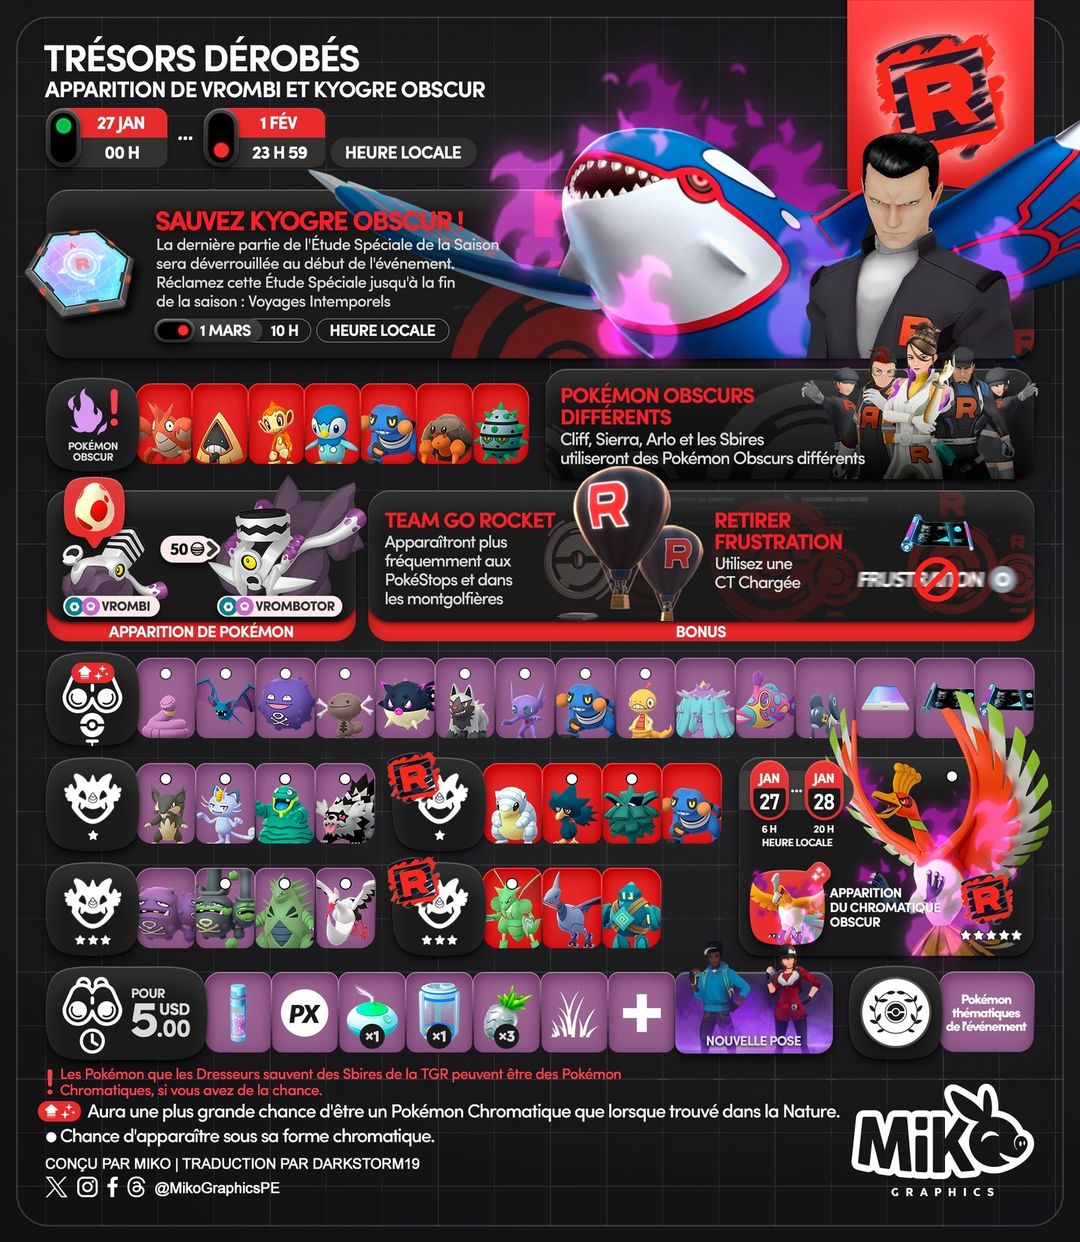 TRÉSORS DÉROBÉS
APPARITION DE VROMBI ET KYOGRE OBSCUR
27 JAN
00 H
...
1 FÉV
23 H 59
HEURE LOCALE
R
SAUVEZ KYOGRE OBSCUR !
La dernière partie de l'Étude Spéciale de la Saison
sera déverrouillée au début de l'événement.
Réclamez cette Étude Spéciale jusqu'à la fin
de la saison : Voyages Intemporels
1 MARS 10 H HEURE LOCALE
R
R
POKÉMON
OBSCUR
POKÉMON OBSCURS
DIFFÉRENTS
Cliff, Sierra, Arlo et les Sbires
utiliseront des Pokémon Obscurs différents
50
VROMBI
VROMBOTOR
APPARITION DE POKÉMON
TEAM GO ROCKET
Apparaîtront plus
fréquemment aux
PokéStops et dans
les montgolfières
R
R
RETIRER
FRUSTRATION
Utilisez une
CT Chargée
FRUSTRATION
BONUS
R
JAN
27
...
JAN
28
6 H
20 H
HEURE LOCALE
R
APPARITION
DU CHROMATIQUE
OBSCUR
R
POUR
5 USD
.00
PX
×1
×1
×3
NOUVELLE POSE
Pokémon
thématiques
de l'événement
! Les Pokémon que les Dresseurs sauvent des Sbires de la TGR peuvent être des Pokémon
Chromatiques, si vous avez de la chance.
Aura une plus grande chance d'être un Pokémon Chromatique que lorsque trouvé dans la Nature.
Chance d'apparaître sous sa forme chromatique.
CONÇU PAR MIKO | TRADUCTION PAR DARKSTORM19
@MikoGraphicsPE
MiKO
GRAPHICS